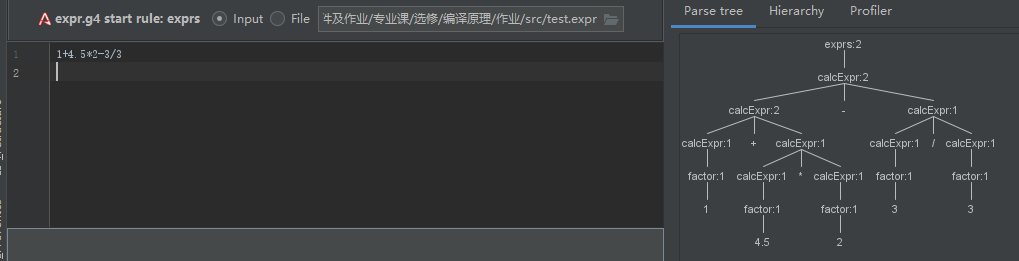 expr.g4 start rule: exprs Input File 及作业/专业课/选修/编译原理/作业/src/test.expr
Parse tree Hierarchy Profiler
1 1+4.5*2-3/3
2
exprs:2
calcExpr:2
calcExpr:2 - calcExpr:1
calcExpr:1 + calcExpr:1 calcExpr:1 / calcExpr:1
factor:1 calcExpr:1 * calcExpr:1 factor:1 factor:1
1 factor:1 factor:1 3 3
4.5 2